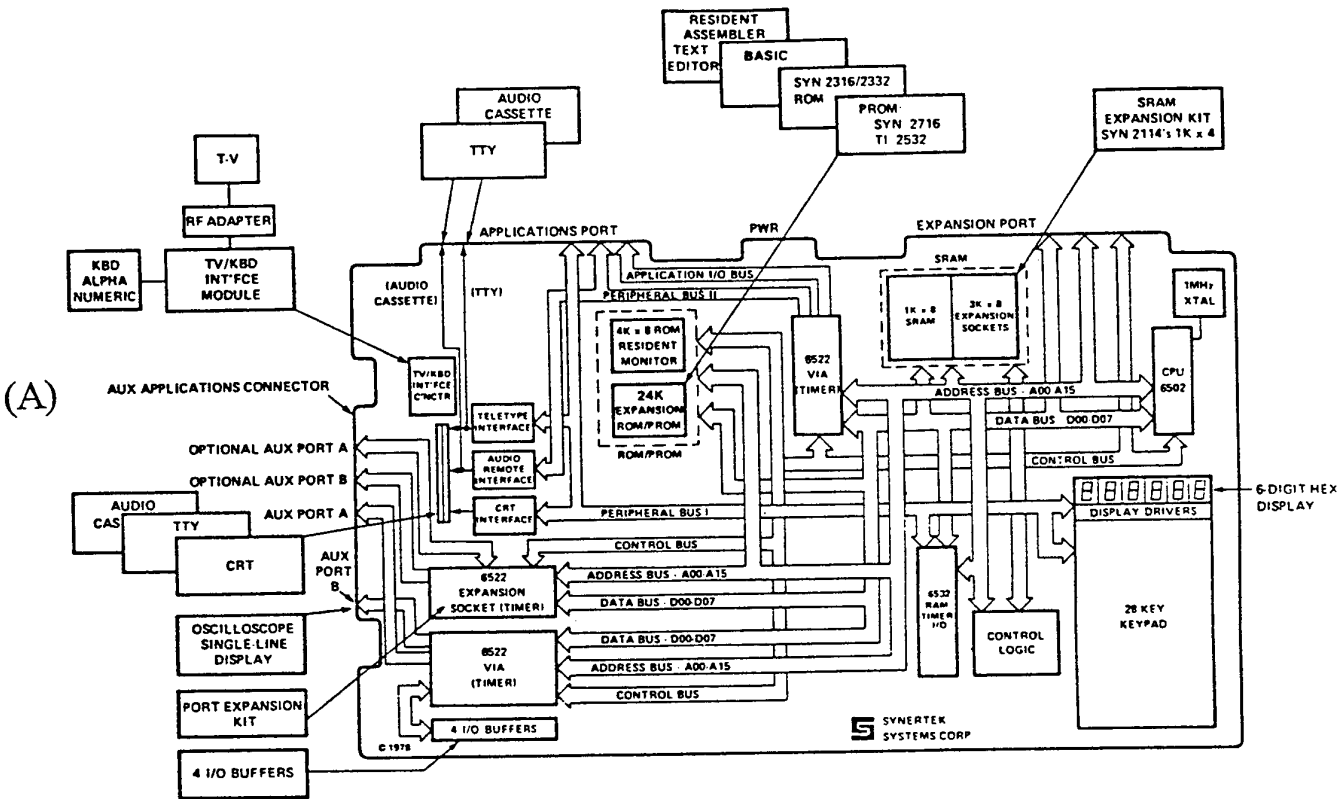 RESIDENT
ASSEMBLER
TEXT
EDITOR
BASIC
SYN 2316/2332
ROM
PROM:
SYN 2716
TI 2532
SRAM
EXPANSION KIT
SYN 2114's 1K x 4
AUDIO
CASSETTE
TTY
T-V
RF ADAPTER
KBD
ALPHA
NUMERIC
TV/KBD
INT'FCE
MODULE
APPLICATIONS PORT
PWR
EXPANSION PORT
(AUDIO
CASSETTE)
(TTY)
APPLICATION I/O BUS
PERIPHERAL BUS II
SRAM
1K x 8
SRAM
3K x 8
EXPANSION
SOCKETS
1MHz
XTAL
4K x 8 ROM
RESIDENT
MONITOR
24K
EXPANSION
ROM/PROM
ROM/PROM
6522
VIA
(TIMER)
CPU
6502
TV/KBD
INT'FCE
C'NCTR
(A)
AUX APPLICATIONS CONNECTOR
ADDRESS BUS - A00-A15
DATA BUS - D00-D07
CONTROL BUS
TELETYPE
INTERFACE
AUDIO
REMOTE
INTERFACE
CRT
INTERFACE
OPTIONAL AUX PORT A
OPTIONAL AUX PORT B
AUX PORT A
AUX
PORT
B
AUDIO
CAS
TTY
CRT
PERIPHERAL BUS I
6-DIGIT HEX
DISPLAY
DISPLAY DRIVERS
CONTROL BUS
6522
EXPANSION
SOCKET (TIMER)
ADDRESS BUS - A00-A15
DATA BUS - D00-D07
6532
RAM
TIMER
I/O
CONTROL
LOGIC
28 KEY
KEYPAD
OSCILLOSCOPE
SINGLE-LINE
DISPLAY
6522
VIA
(TIMER)
DATA BUS - D00-D07
ADDRESS BUS - A00-A15
CONTROL BUS
PORT EXPANSION
KIT
4 I/O BUFFERS
© 1978
SYNERTEK
SYSTEMS CORP
4 I/O BUFFERS